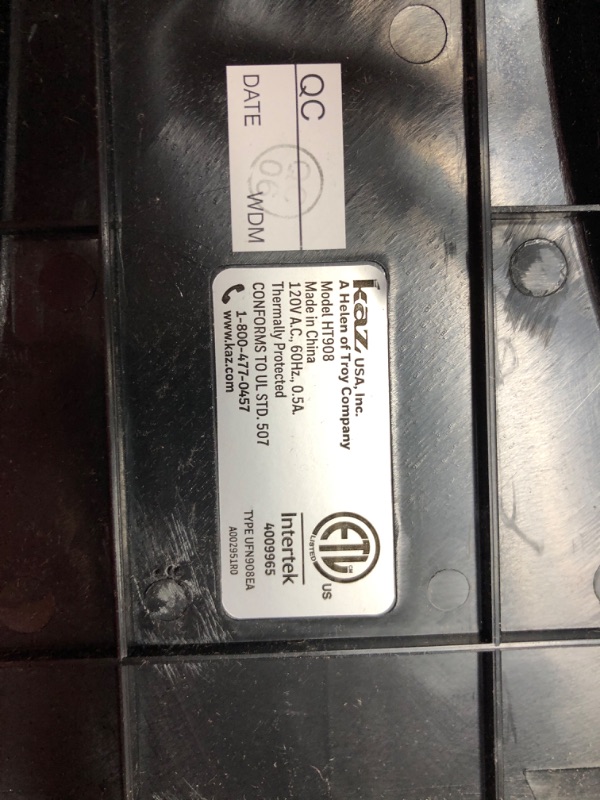 QC
DATE
WDM
QC
06
Kaz USA, Inc.
A Helen of Troy Company
Model HT908
Made in China
120V A.C., 60Hz., 0.5A.
Thermally Protected
CONFORMS TO UL STD. 507
1-800-477-0457
www.kaz.com
ETL
CM
LISTED
US
Intertek
4009965
TYPE UFN908EA
A002951R0